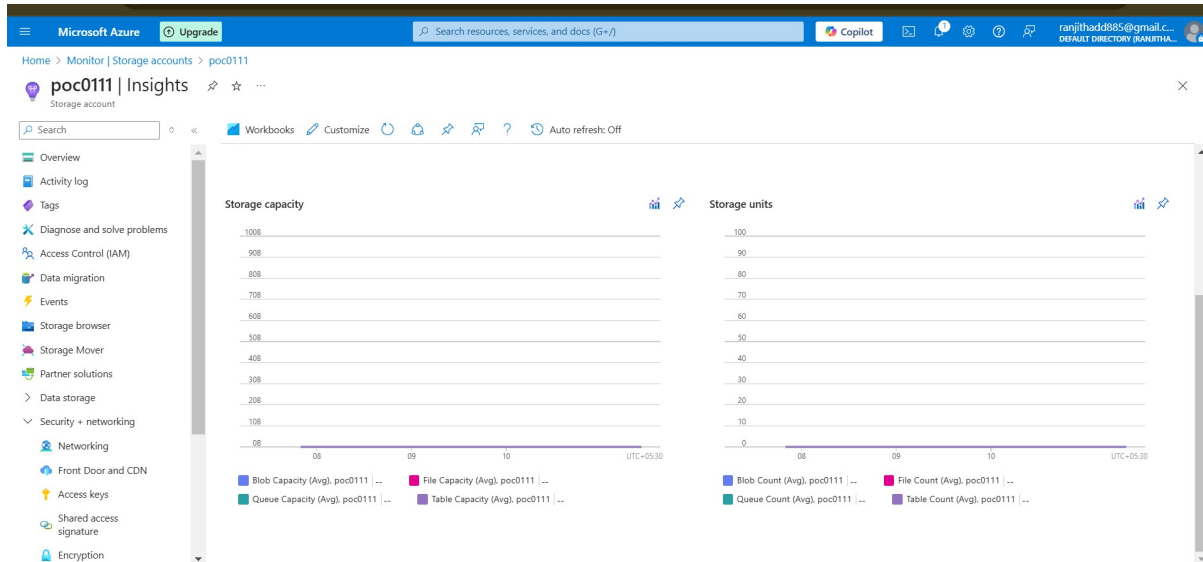 Microsoft Azure
Upgrade
Search resources, services, and docs (G+/)
Copilot
1
ranjithadd885@gmail.c...
DEFAULT DIRECTORY (RANJITHA...
Home > Monitor | Storage accounts > poc0111
poc0111 | Insights
Storage account
Search
Workbooks
Customize
Auto refresh: Off
Overview
Activity log
Tags
Diagnose and solve problems
Access Control (IAM)
Data migration
Events
Storage browser
Storage Mover
Partner solutions
Data storage
Security + networking
Networking
Front Door and CDN
Access keys
Shared access
signature
Encryption
Storage capacity
100B
90B
80B
70B
60B
50B
40B
30B
20B
10B
0B
08 09 10 UTC+05:30
Blob Capacity (Avg), poc0111 | --
File Capacity (Avg), poc0111 | --
Queue Capacity (Avg), poc0111 | --
Table Capacity (Avg), poc0111 | --
Storage units
100
90
80
70
60
50
40
30
20
10
0
08 09 10 UTC+05:30
Blob Count (Avg), poc0111 | --
File Count (Avg), poc0111 | --
Queue Count (Avg), poc0111 | --
Table Count (Avg), poc0111 | --